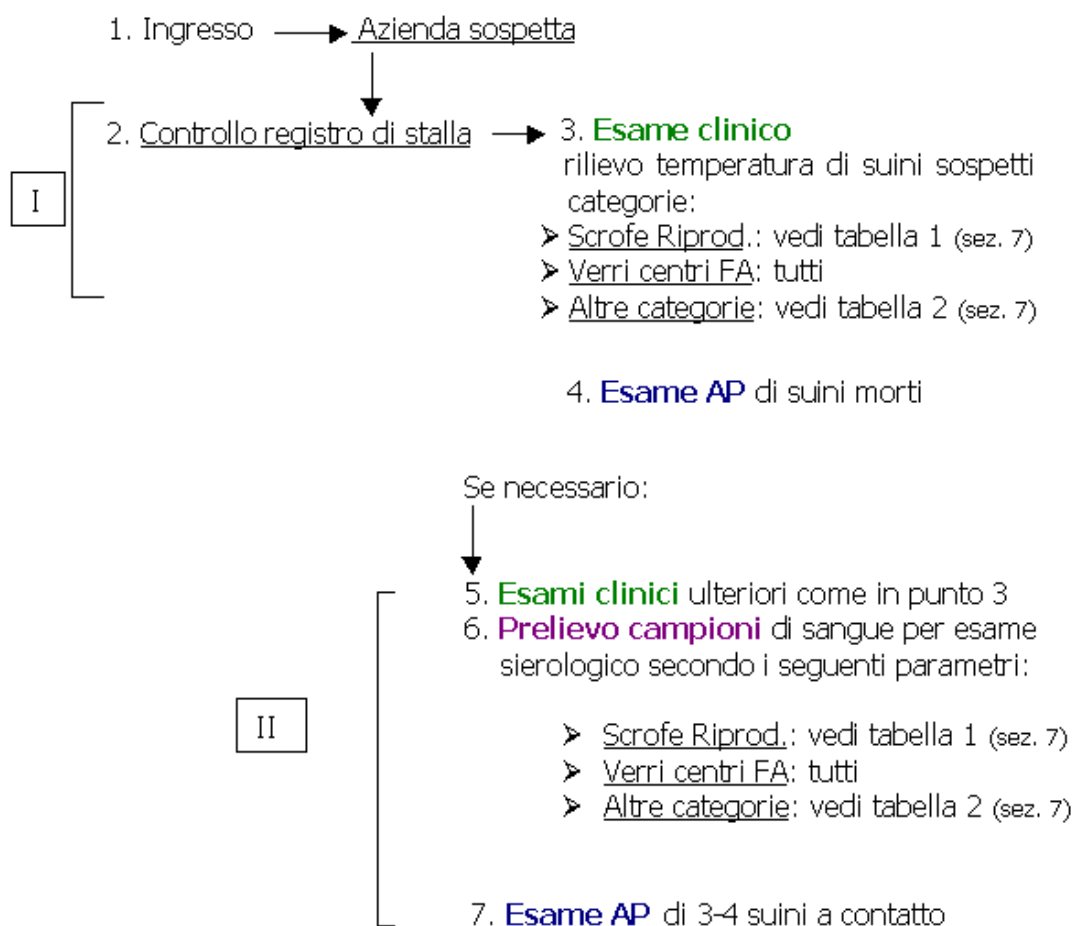 1. Ingresso Azienda sospetta
2. Controllo registro di stalla
3. Esame clinico
rilievo temperatura di suini sospetti
categorie:
Scrofe Riprod.: vedi tabella 1 (sez. 7)
Verri centri FA: tutti
Altre categorie: vedi tabella 2 (sez. 7)
I
4. Esame AP di suini morti
Se necessario:
5. Esami clinici ulteriori come in punto 3
6. Prelievo campioni di sangue per esame
sierologico secondo i seguenti parametri:
II
Scrofe Riprod.: vedi tabella 1 (sez. 7)
Verri centri FA: tutti
Altre categorie: vedi tabella 2 (sez. 7)
7. Esame AP di 3-4 suini a contatto